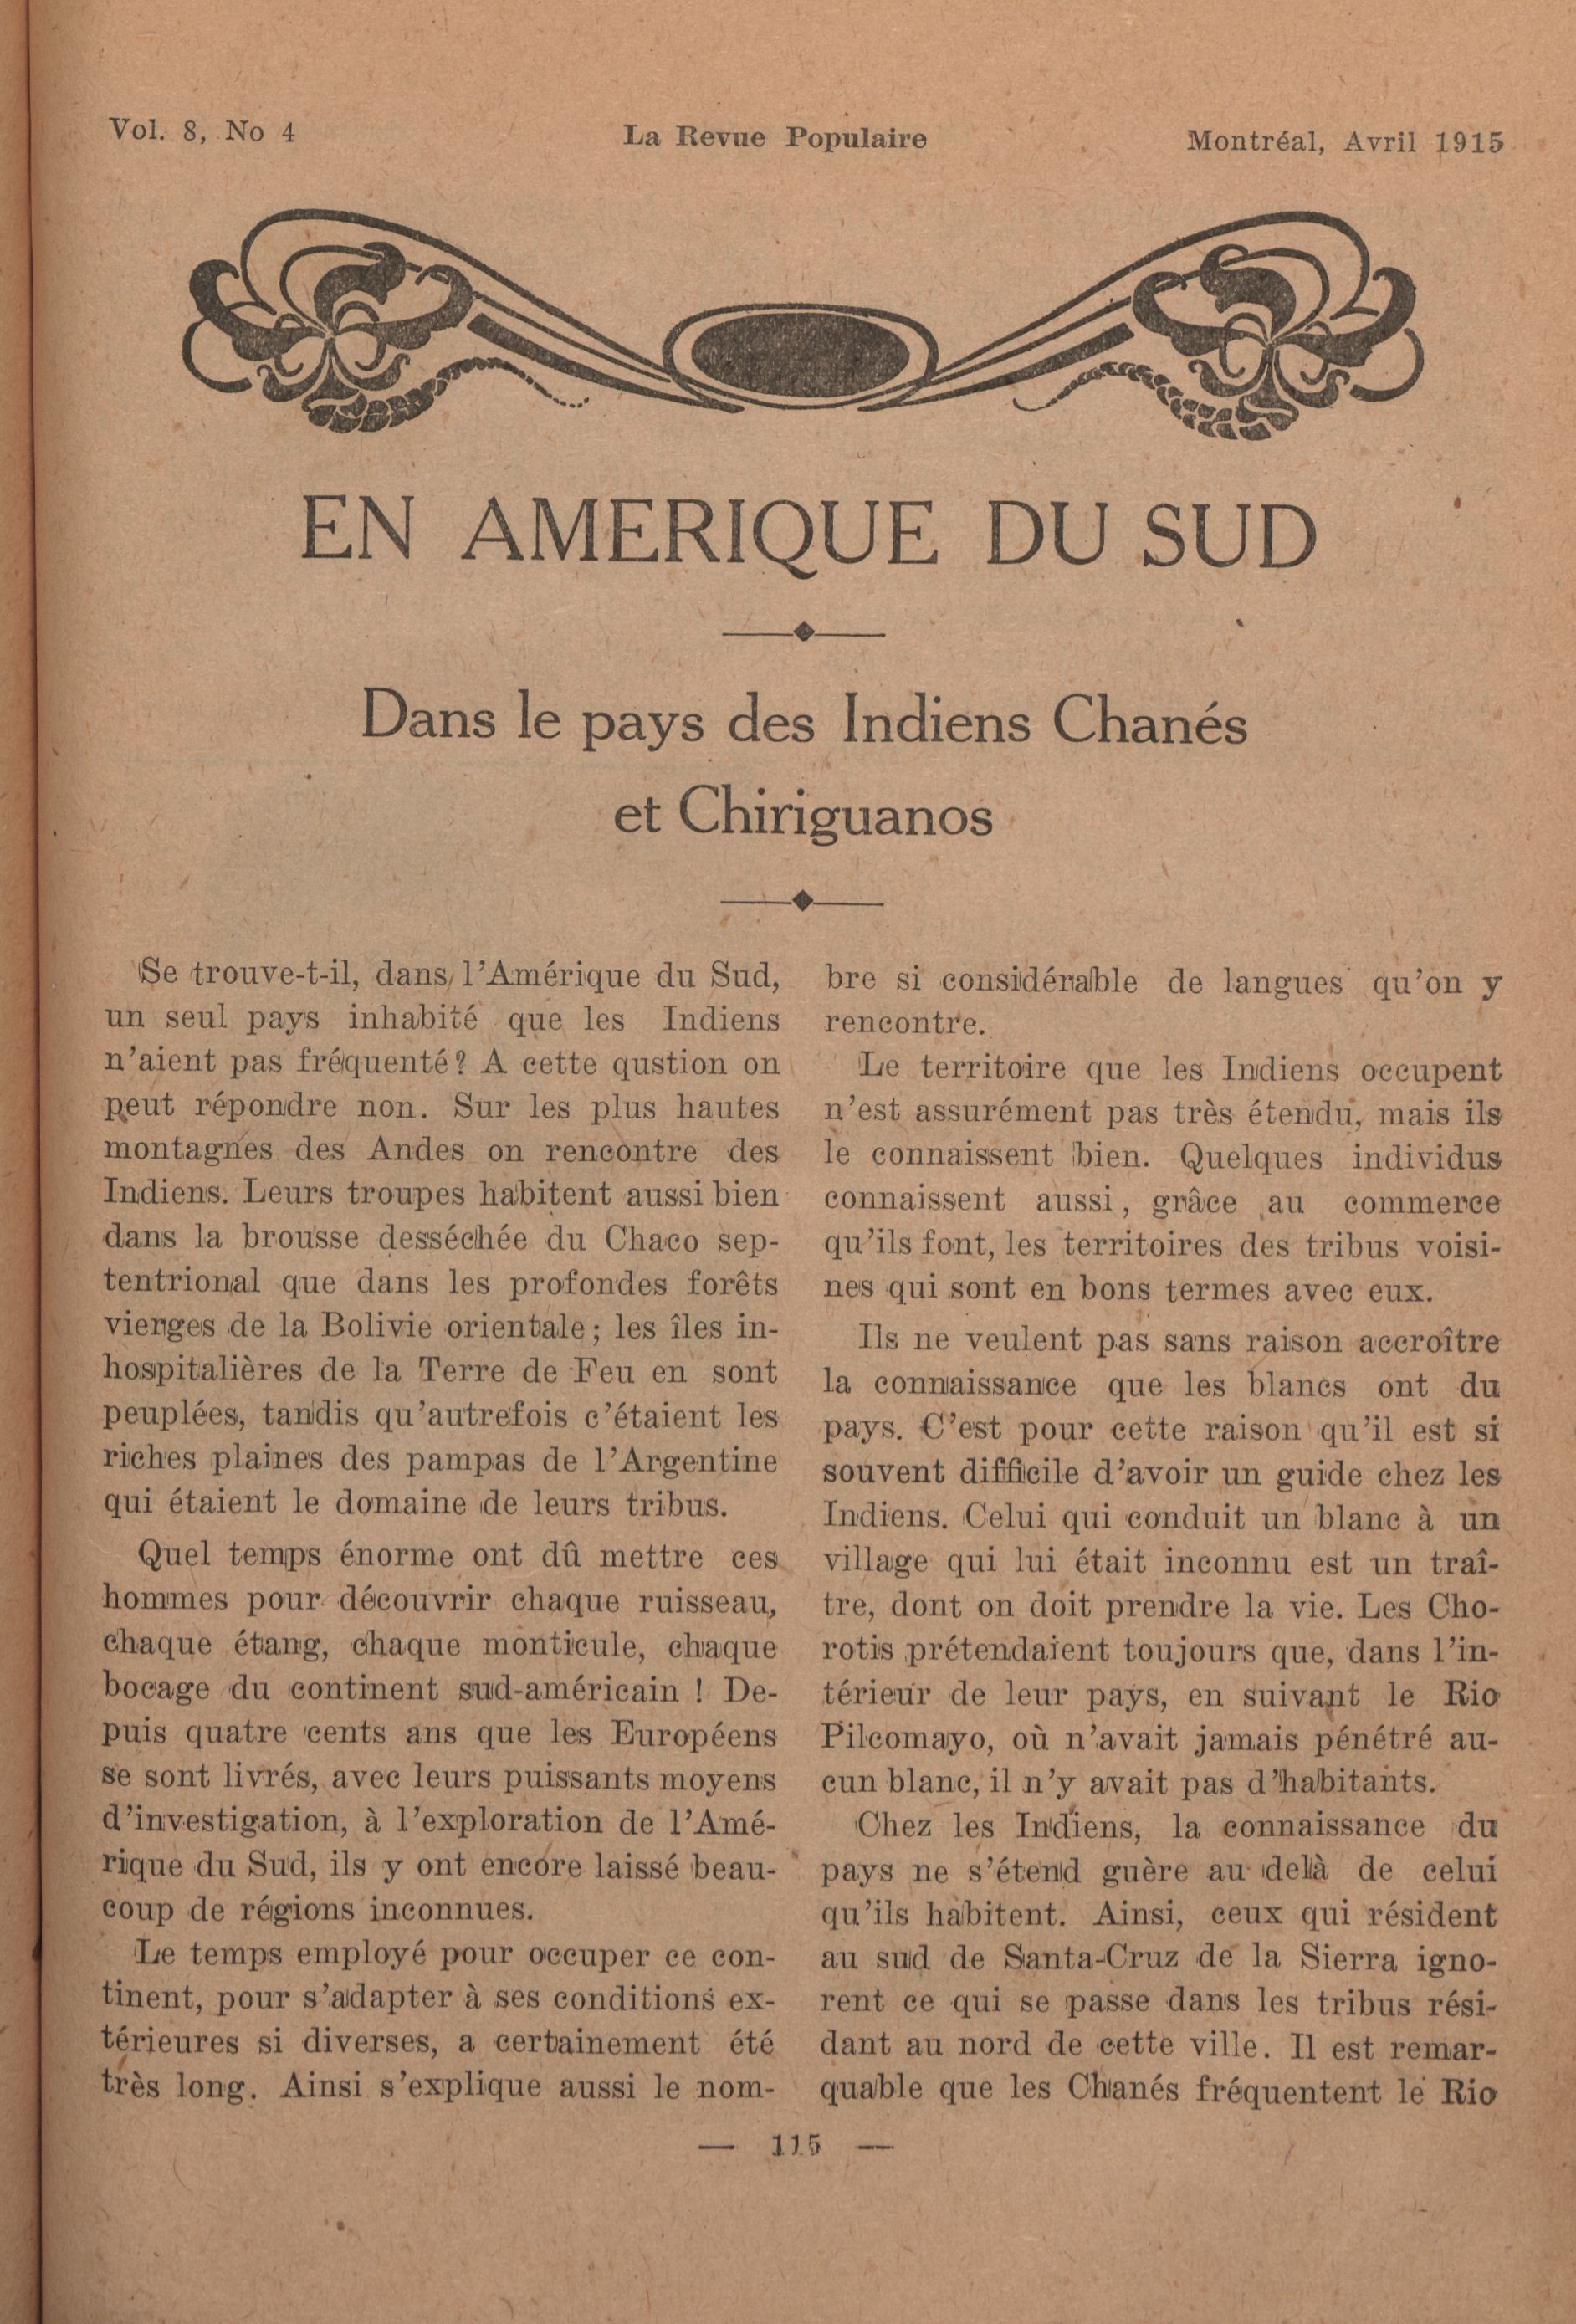 Vol. 8, No 4
La Revue Populaire
Montréal, Avril 1915
EN AMERIQUE DU SUD
Dans le pays des Indiens Chanés
et Chiriguanos
Se trouve-t-il, dans l'Amérique du Sud,
un seul pays inhabité que les Indiens
n'aient pas fréquenté? A cette qustion on
peut répondre non. Sur les plus hautes
montagnes des Andes on rencontre des
Indiens. Leurs troupes habitent aussi bien
dans la brousse desséchée du Chaco sep-
tentrional que dans les profondes forêts
vierges de la Bolivie orientale; les îles in-
hospitalières de la Terre de Feu en sont
peuplées, tandis qu'autrefois c'étaient les
riches plaines des pampas de l'Argentine
qui étaient le domaine de leurs tribus.
Quel temps énorme ont dû mettre ces
hommes pour découvrir chaque ruisseau,
chaque étang, chaque monticule, chaque
bocage du continent sud-américain ! De-
puis quatre cents ans que les Européens
se sont livrés, avec leurs puissants moyens
d'investigation, à l'exploration de l'Amé-
rique du Sud, ils y ont encore laissé beau-
coup de régions inconnues.
Le temps employé pour occuper ce con-
tinent, pour s'adapter à ses conditions ex-
térieures si diverses, a certainement été
très long. Ainsi s'explique aussi le nom-
bre si considérable de langues qu'on y
rencontre.
Le territoire que les Indiens occupent
n'est assurément pas très étendu, mais ils
le connaissent bien. Quelques individus
connaissent aussi, grâce au commerce
qu'ils font, les territoires des tribus voisi-
nes qui sont en bons termes avec eux.
Ils ne veulent pas sans raison accroître
la connaissance que les blancs ont du
pays. C'est pour cette raison qu'il est si
souvent difficile d'avoir un guide chez les
Indiens. Celui qui conduit un blanc à un
village qui lui était inconnu est un traî-
tre, dont on doit prendre la vie. Les Cho-
rotis prétendaient toujours que, dans l'in-
térieur de leur pays, en suivant le Rio
Pilcomayo, où n'avait jamais pénétré au-
cun blanc, il n'y avait pas d'habitants.
Chez les Indiens, la connaissance du
pays ne s'étend guère au delà de celui
qu'ils habitent. Ainsi, ceux qui résident
au sud de Santa-Cruz de la Sierra igno-
rent ce qui se passe dans les tribus rési-
dant au nord de cette ville. Il est remar-
quable que les Chanés fréquentent le Rio
— 115 —